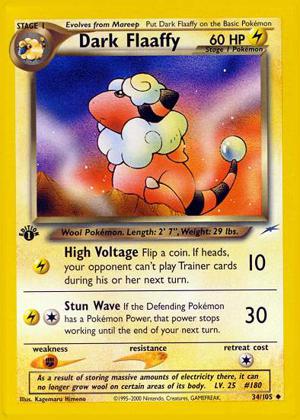 STAGE 1 Evolves from Mareep Put Dark Flaaffy on the Basic Pokémon
Dark Flaaffy 60 HP
Stage 1 Pokémon
Wool Pokémon. Length: 2' 7", Weight: 29 lbs.
EDITION
1
High Voltage Flip a coin. If heads,
your opponent can't play Trainer cards
during his or her next turn.
10
Stun Wave If the Defending Pokémon
has a Pokémon Power, that power stops
working until the end of your next turn.
30
weakness resistance retreat cost
As a result of storing massive amounts of electricity there, it can
no longer grow wool on certain areas of its body. LV. 25 #180
Illus. Kagemaru Himeno ©1995-2000 Nintendo, Creatures, GAMEFREAK. 34/105